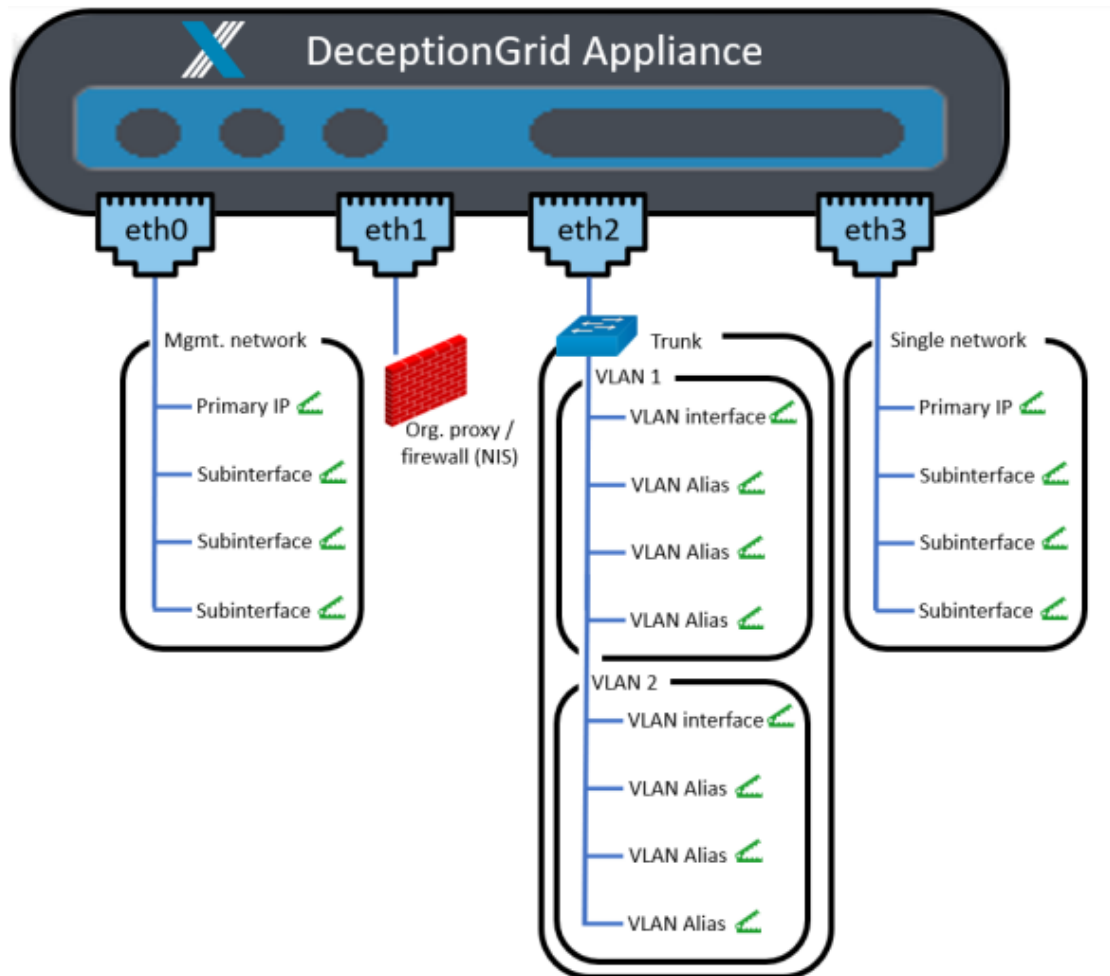 DeceptionGrid Appliance
eth0
eth1
eth2
eth3
Mgmt. network
Primary IP
Subinterface
Subinterface
Subinterface
Org. proxy /
firewall (NIS)
Trunk
VLAN 1
VLAN interface
VLAN Alias
VLAN Alias
VLAN Alias
VLAN 2
VLAN interface
VLAN Alias
VLAN Alias
VLAN Alias
Single network
Primary IP
Subinterface
Subinterface
Subinterface